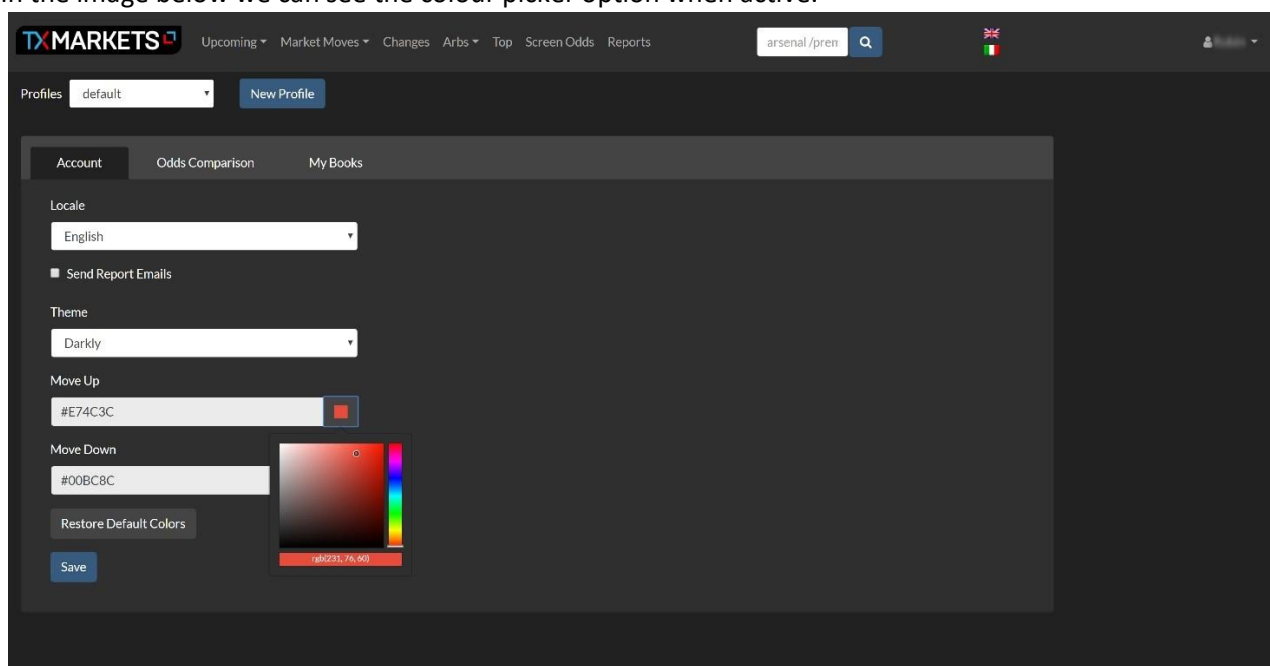 in the image below we can see the colour picker option when active.
TXMARKETS Upcoming Market Moves Changes Arbs Top Screen Odds Reports arsenal /prem
Profiles default New Profile
Account Odds Comparison My Books
Locale
English
Send Report Emails
Theme
Darkly
Move Up
#E74C3C
Move Down
#00BC8C
Restore Default Colors
rgb(231, 76, 60)
Save